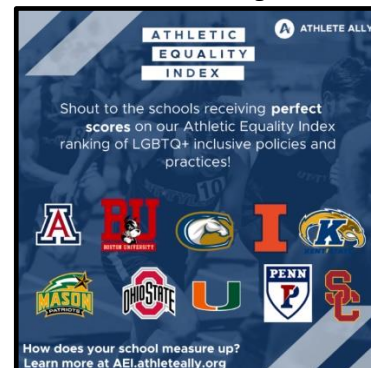 ATHLETIC
EQUALITY
INDEX
A ATHLETE ALLY
Shout to the schools receiving perfect
scores on our Athletic Equality Index
ranking of LGBTQ+ inclusive policies and
practices!
A BU I K
BOSTON UNIVERSITY
MASON
PATRIOTS
OHIO STATE
U
PENN
P
SC
How does your school measure up?
Learn more at AEI.athleteally.org